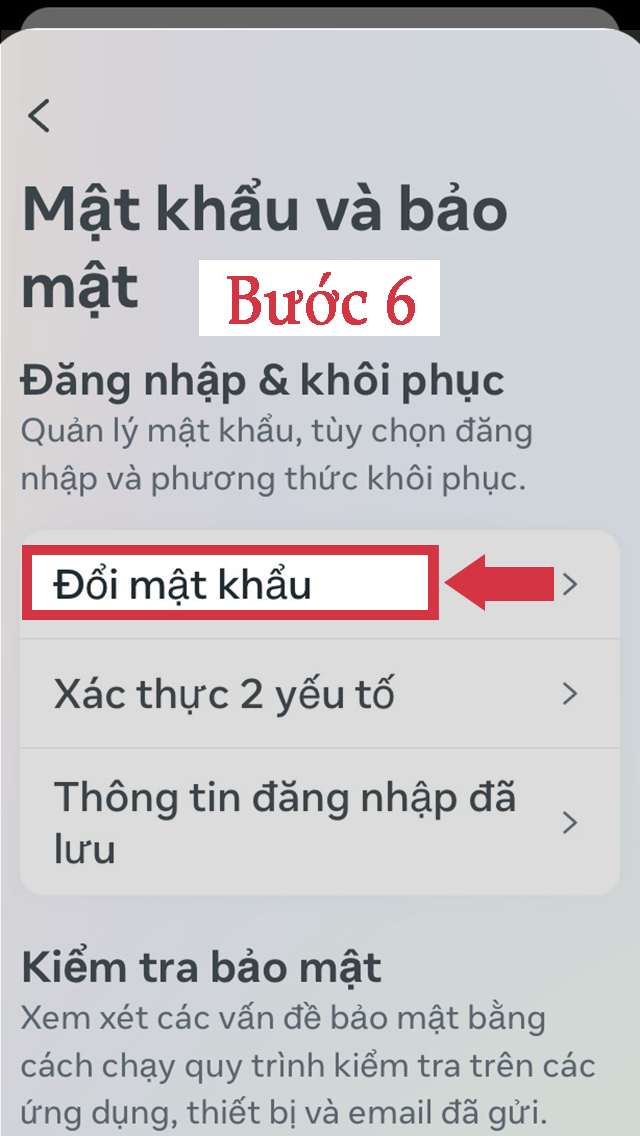 Mật khẩu và bảo
mật
Bước 6
Đăng nhập & khôi phục
Quản lý mật khẩu, tùy chọn đăng
nhập và phương thức khôi phục.
Đổi mật khẩu
Xác thực 2 yếu tố
Thông tin đăng nhập đã
lưu
Kiểm tra bảo mật
Xem xét các vấn đề bảo mật bằng
cách chạy quy trình kiểm tra trên các
ứng dụng, thiết bị và email đã gửi.